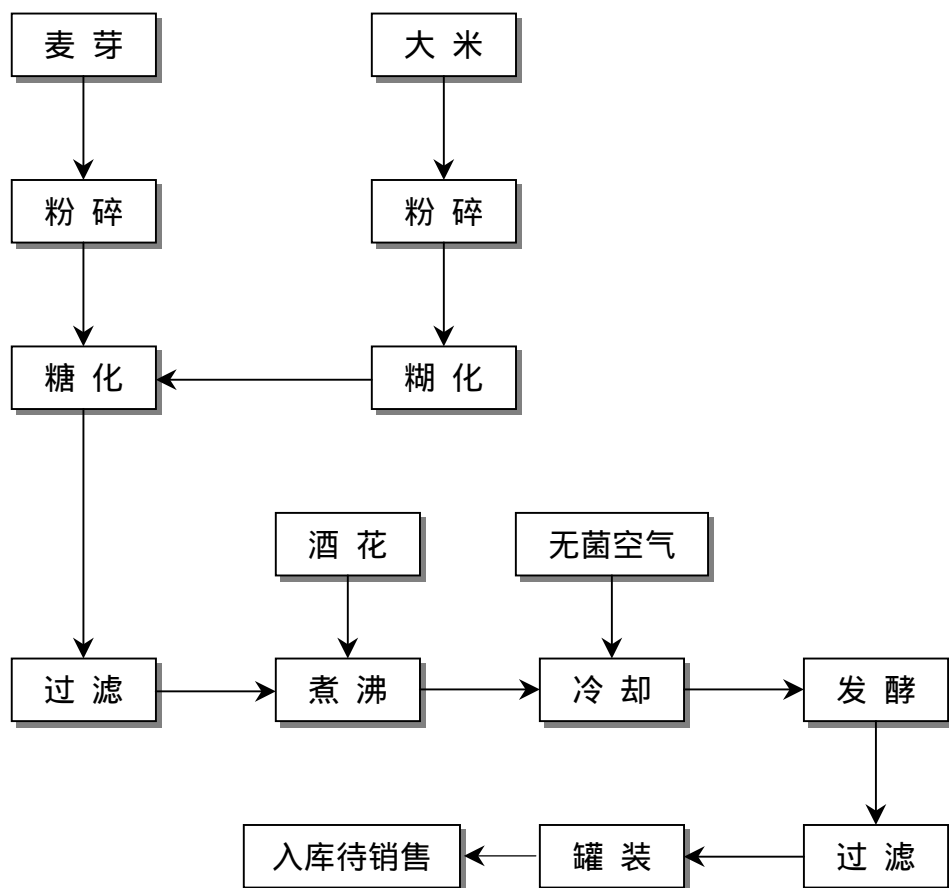 麦 芽
大 米
粉 碎
粉 碎
糖 化
糊 化
酒 花
无菌空气
过 滤
煮 沸
冷 却
发 酵
入库待销售
罐 装
过 滤